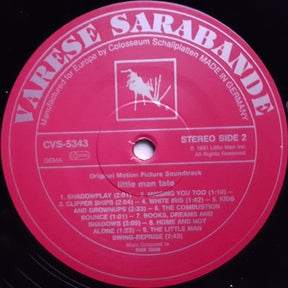 VARESE SARABANDE
Manufactured for Europe by Colosseum Schallplatten MADE IN GERMANY
CVS-5343
STEREO SIDE 2
GEMA
℗ 1991 Little Man Inc
All Rights Reserved.
Original Motion Picture Soundtrack
little man tate
1. SHADOWPLAY (2:01) – 2. MISSING YOU TOO (1:10) –
3. CLIPPER SHIPS (2:04) – 4. WHITE IRIS (1:42) – 5. KIDS
AND GROWNUPS (2:33) – 6. THE COMBUSTION
BOUNCE (1:01) – 7. BOOKS, DREAMS AND
SHADOWS (2:05) – 8. HOME AND NOT
ALONE (1:23) – 9. THE LITTLE MAN
SWING-REPRISE (2:43)
Music Composed by
MARK ISHAM